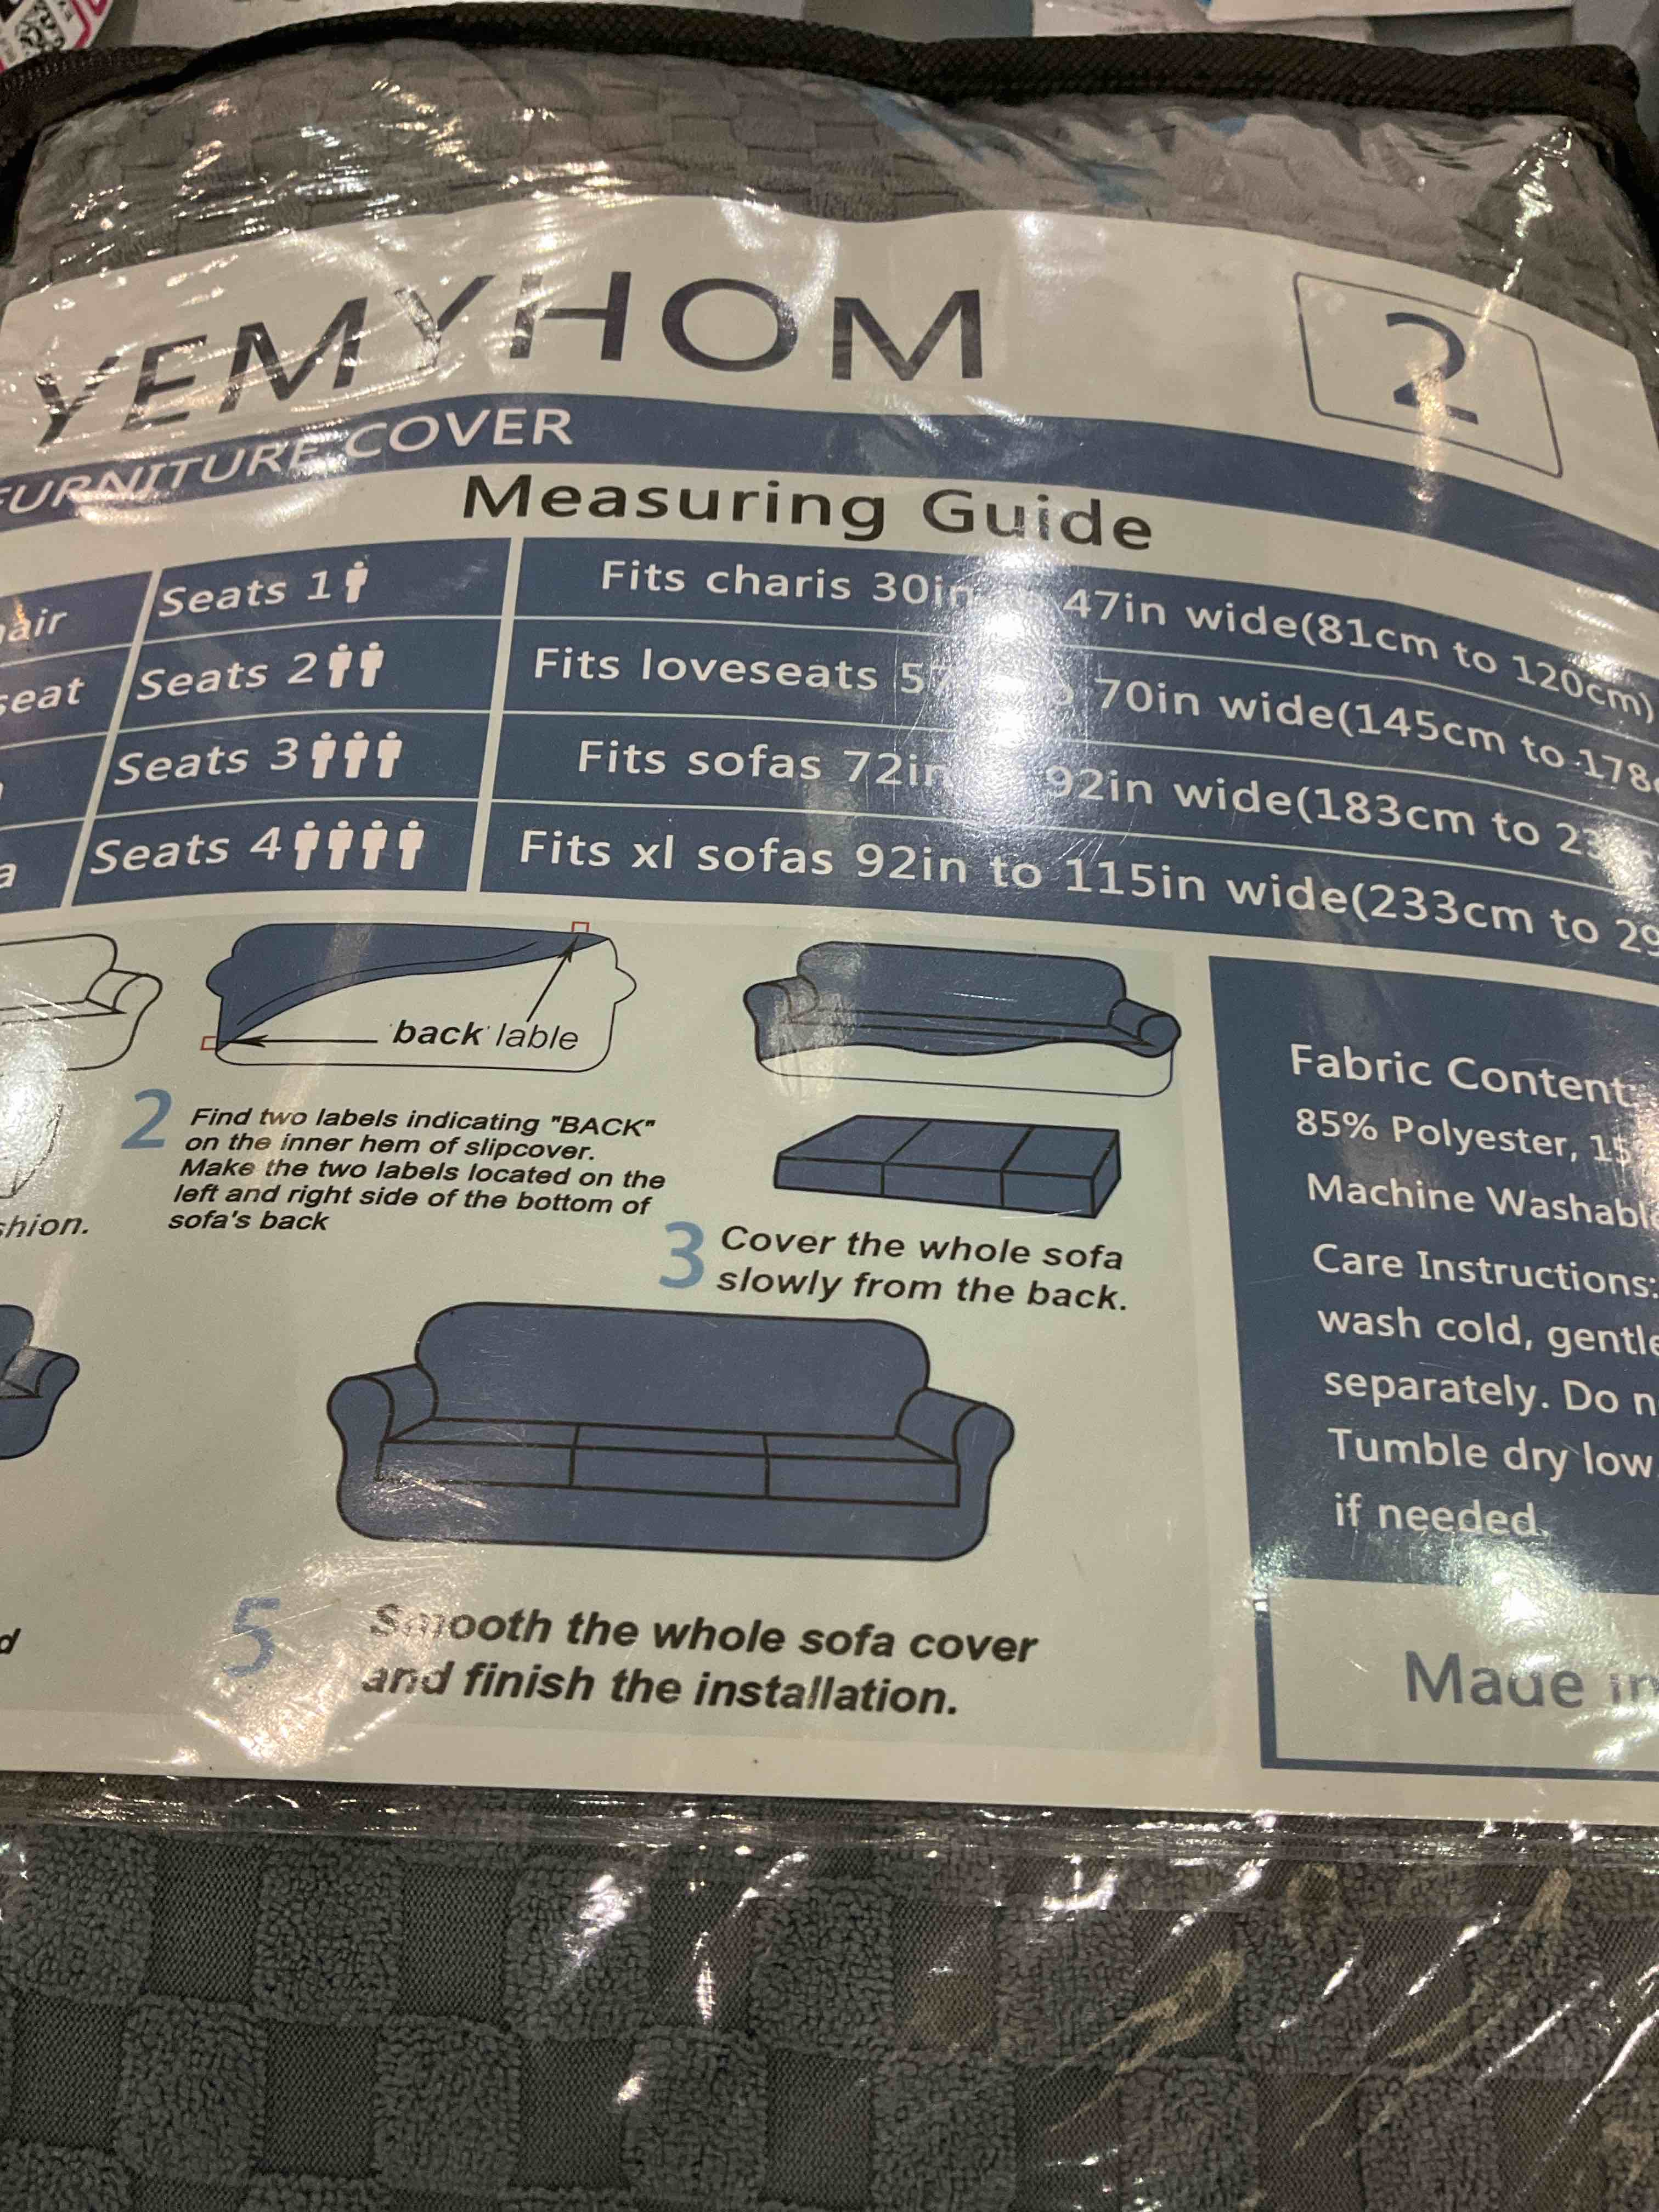 YEMYHOM
2
FURNITURE COVER
Measuring Guide
Seats 1 Fits charis 30in 47in wide(81cm to 120cm)
seat Seats 2 Fits loveseats 70in wide(145cm to
Seats 3 Fits sofas 72in 92in wide(183cm to
Seats 4 Fits xl sofas 92in to 115in wide(233cm to
back lable
2 Find two labels indicating "BACK"
on the inner hem of slipcover.
Make the two labels located on the
left and right side of the bottom of
sofa's back
3 Cover the whole sofa
slowly from the back.
5 Smooth the whole sofa cover
and finish the installation.
Fabric Content:
85% Polyester,
Machine
Care Instructions:
wash cold,
separately. Do
Tumble dry low
if needed.
Made in